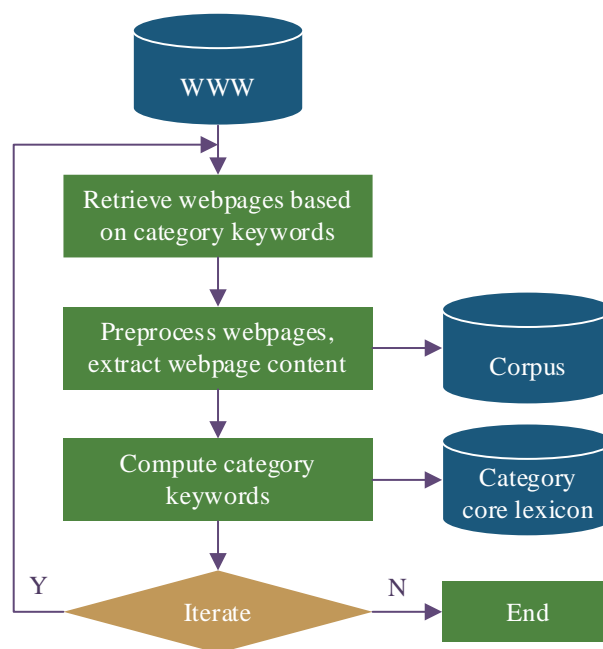 WWW
Retrieve webpages based
on category keywords
Preprocess webpages,
extract webpage content
Corpus
Compute category
keywords
Category
core lexicon
Y
Iterate
N
End